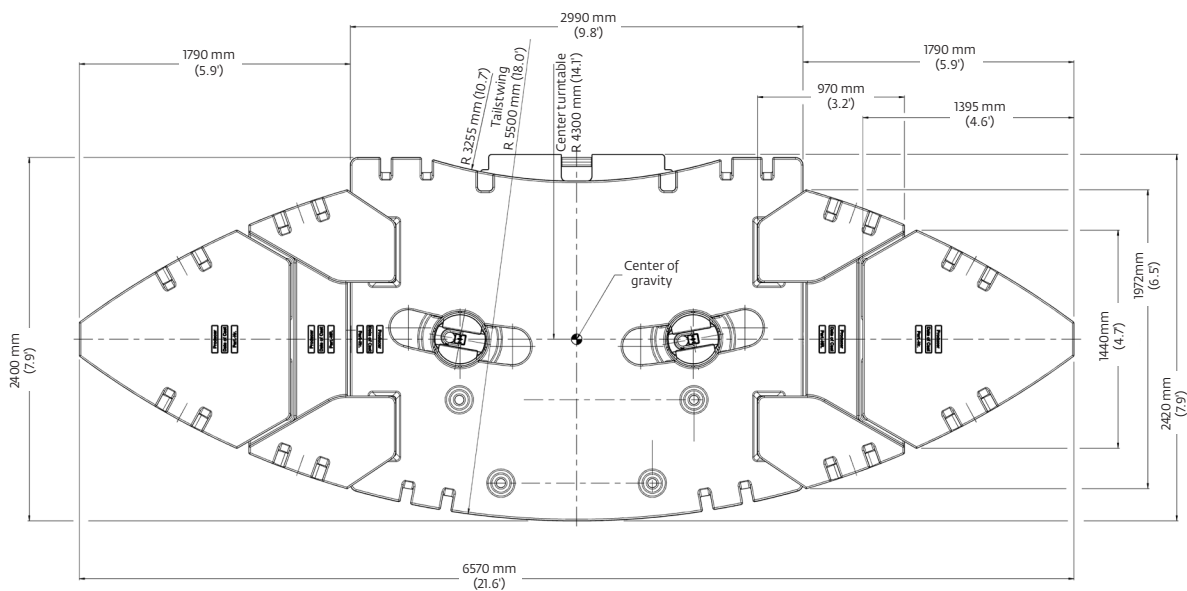 2990 mm
(9.8')
1790 mm
(5.9')
1790 mm
(5.9')
970 mm
(3.2')
1395 mm
(4.6')
R 3255 mm (10.7')
Tailstwing
R 5500 mm (18.0')
Center turntable
R 4300 mm (14.1')
Center of
gravity
2400 mm
(7.9')
1972mm
(6.5')
1440mm
(4.7)
2420 mm
(7.9')
6570 mm
(21.6')